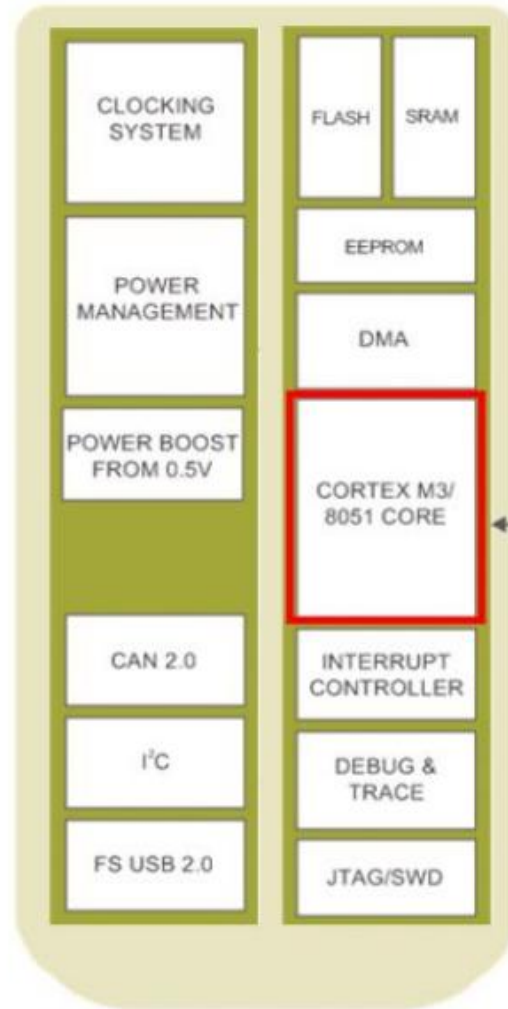 CLOCKING
SYSTEM
POWER
MANAGEMENT
POWER BOOST
FROM 0.5V
CAN 2.0
I²C
FS USB 2.0
FLASH
SRAM
EEPROM
DMA
CORTEX M3/
8051 CORE
INTERRUPT
CONTROLLER
DEBUG &
TRACE
JTAG/SWD